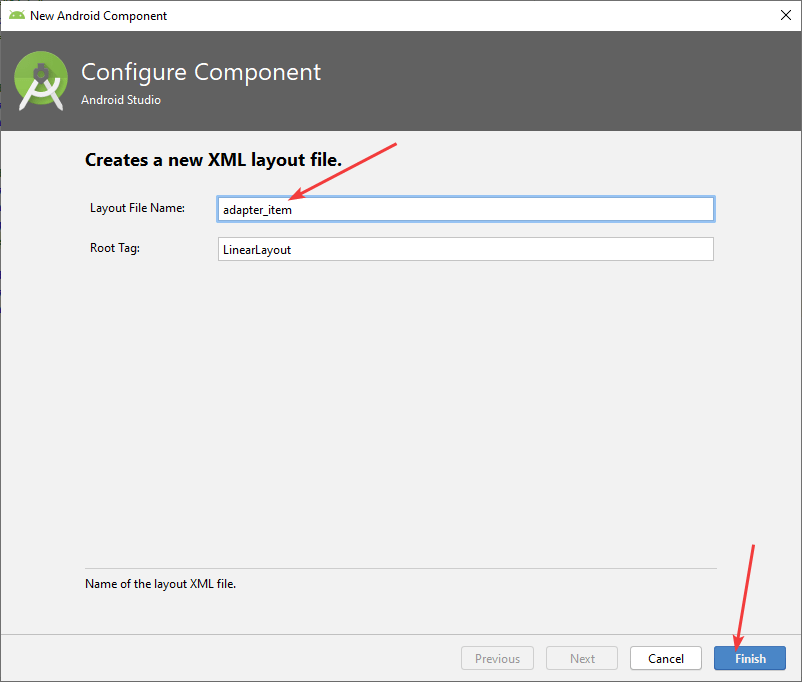 New Android Component
Configure Component
Android Studio
Creates a new XML layout file.
Layout File Name: adapter_item
Root Tag: LinearLayout
Name of the layout XML file.
Previous Next Cancel Finish